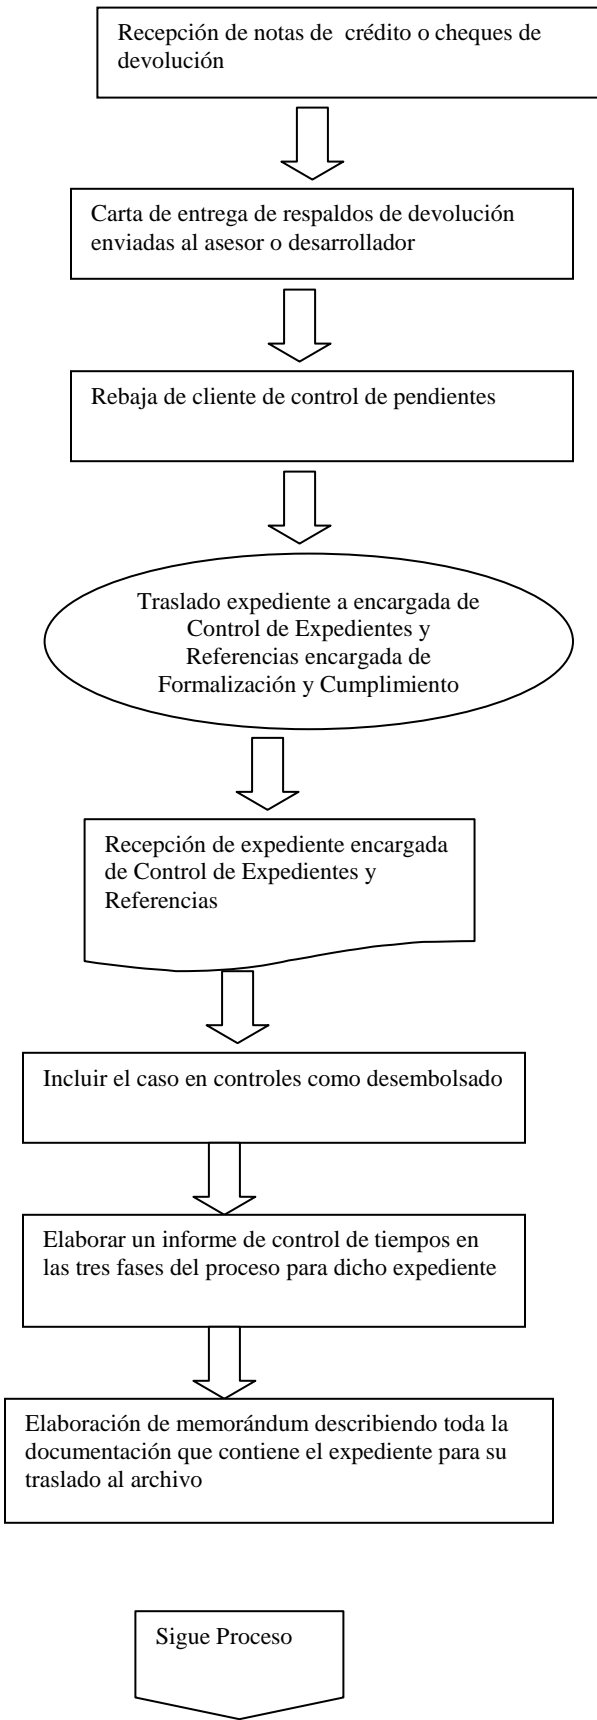 Recepción de notas de crédito o cheques de
devolución
Carta de entrega de respaldos de devolución
enviadas al asesor o desarrollador
Rebaja de cliente de control de pendientes
Traslado expediente a encargada de
Control de Expedientes y
Referencias encargada de
Formalización y Cumplimiento
Recepción de expediente encargada
de Control de Expedientes y
Referencias
Incluir el caso en controles como desembolsado
Elaborar un informe de control de tiempos en
las tres fases del proceso para dicho expediente
Elaboración de memorándum describiendo toda la
documentación que contiene el expediente para su
traslado al archivo
Sigue Proceso